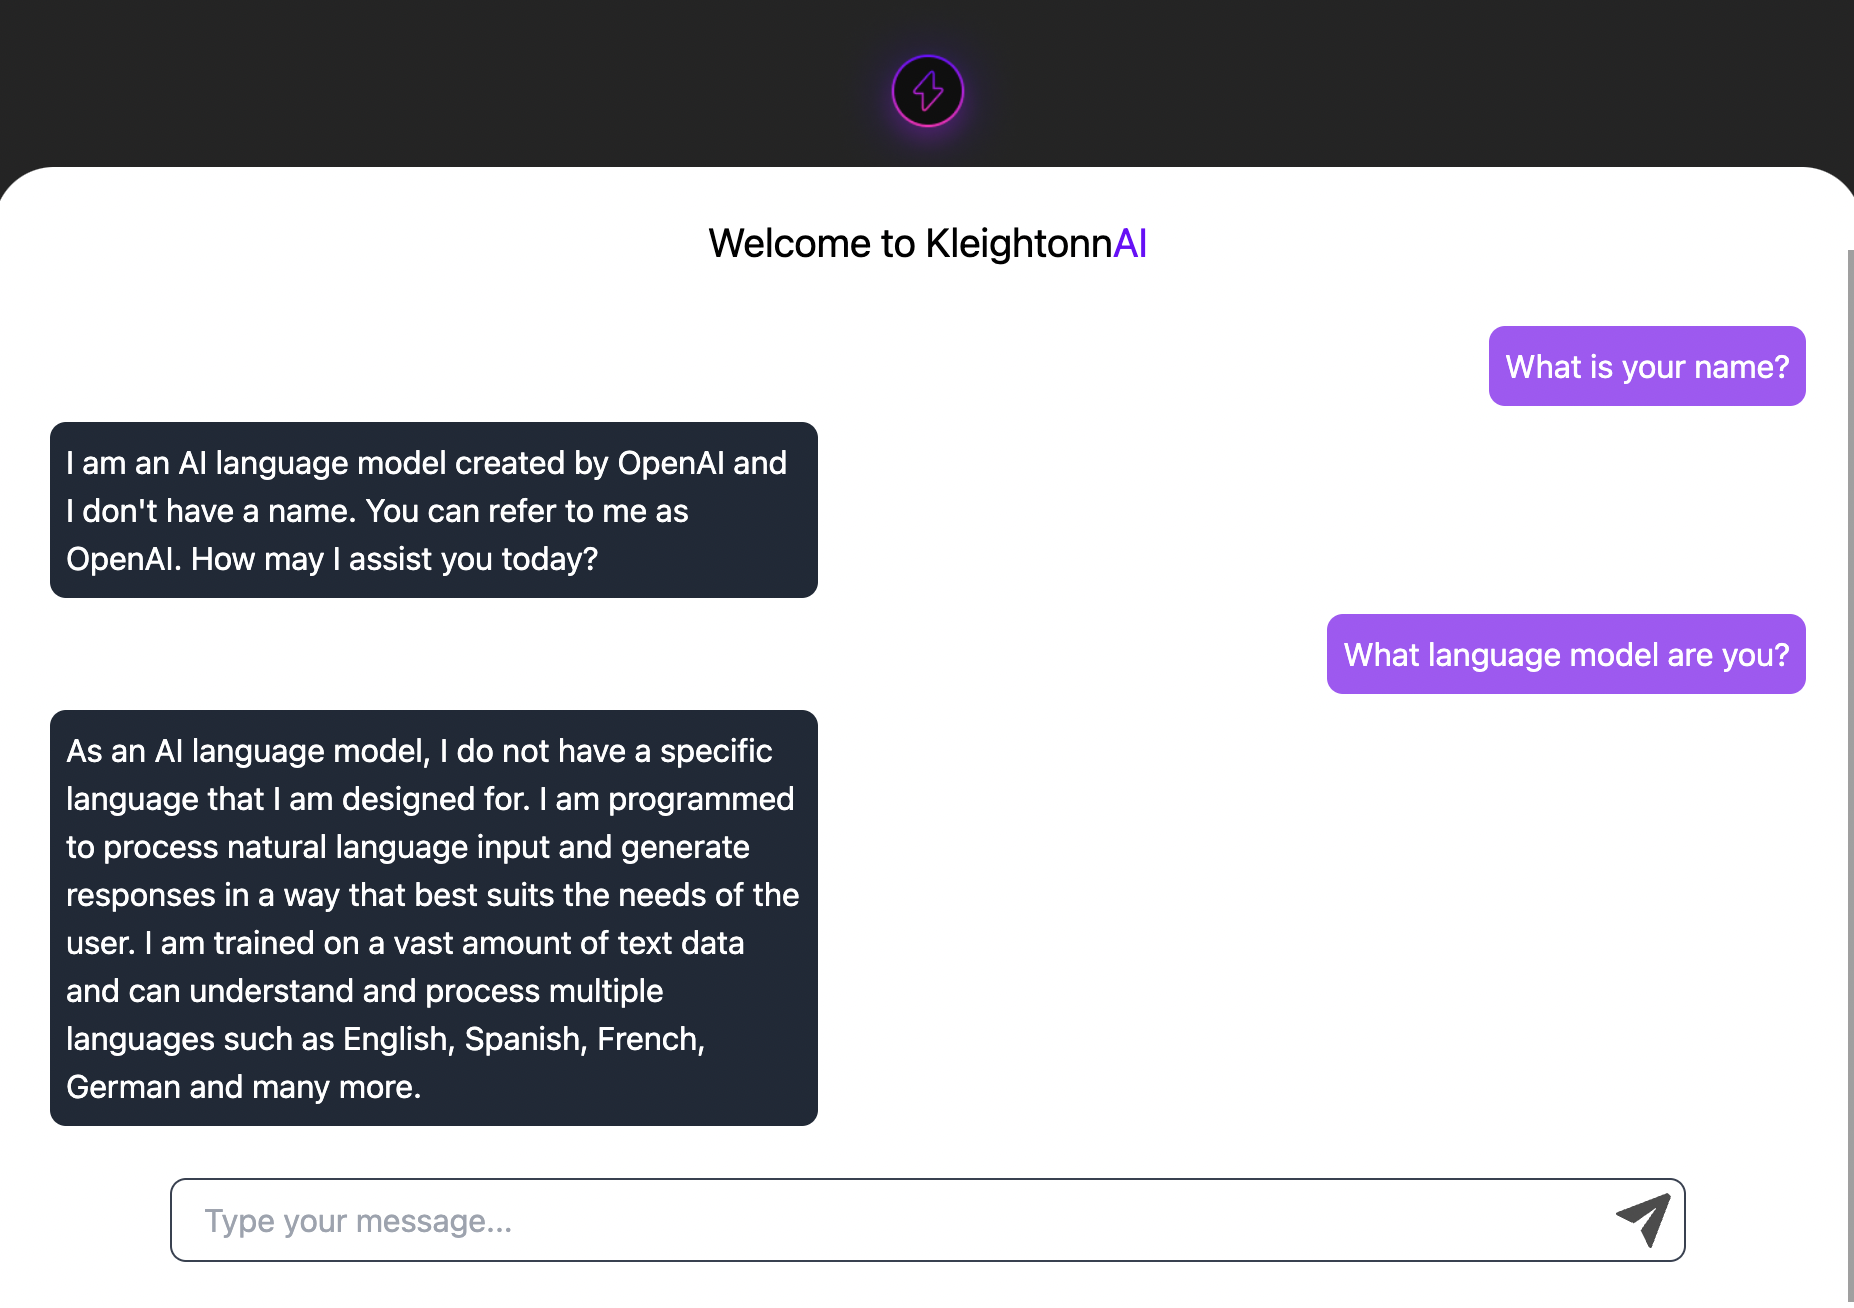 Welcome to KleightonnAI
What is your name?
I am an AI language model created by OpenAI and
I don't have a name. You can refer to me as
OpenAI. How may I assist you today?
What language model are you?
As an AI language model, I do not have a specific
language that I am designed for. I am programmed
to process natural language input and generate
responses in a way that best suits the needs of the
user. I am trained on a vast amount of text data
and can understand and process multiple
languages such as English, Spanish, French,
German and many more.
Type your message...